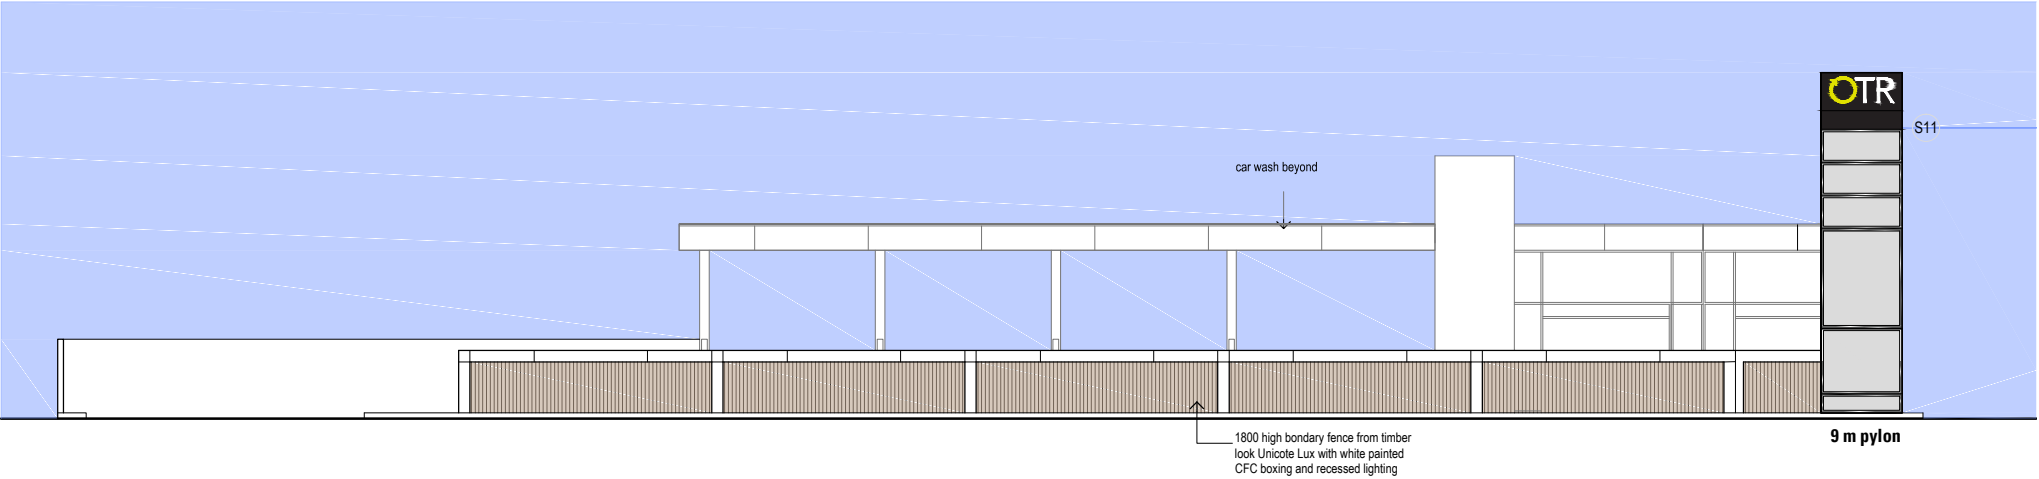 OTR
S11
car wash beyond
1800 high bondary fence from timber
look Unicote Lux with white painted
CFC boxing and recessed lighting
9 m pylon